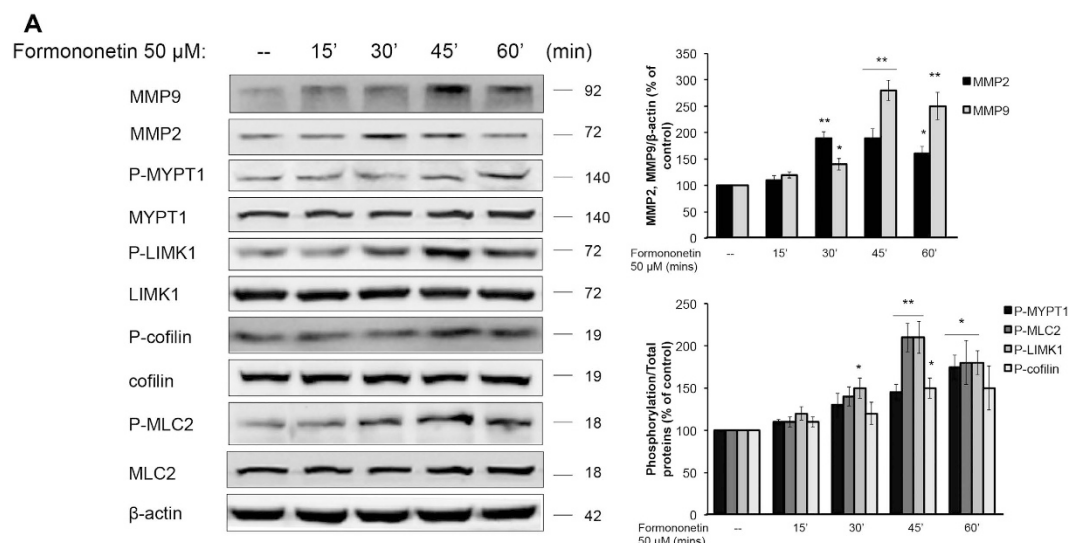 A
Formononetin 50 µM: -- 15’ 30’ 45’ 60’ (min)
MMP9 92
MMP2 72
P-MYPT1 140
MYPT1 140
P-LIMK1 72
LIMK1 72
P-cofilin 19
cofilin 19
P-MLC2 18
MLC2 18
β-actin 42
MMP2, MMP9/β-actin (% of
control)
350
300
250
200
150
100
50
0
** * ** * **
MMP2
MMP9
Formononetin
50 µM (mins)
-- 15’ 30’ 45’ 60’
Phosphorylation/Total
proteins (% of control)
250
200
150
100
50
0
* ** * *
P-MYPT1
P-MLC2
P-LIMK1
P-cofilin
Formononetin
50 µM (mins)
-- 15’ 30’ 45’ 60’